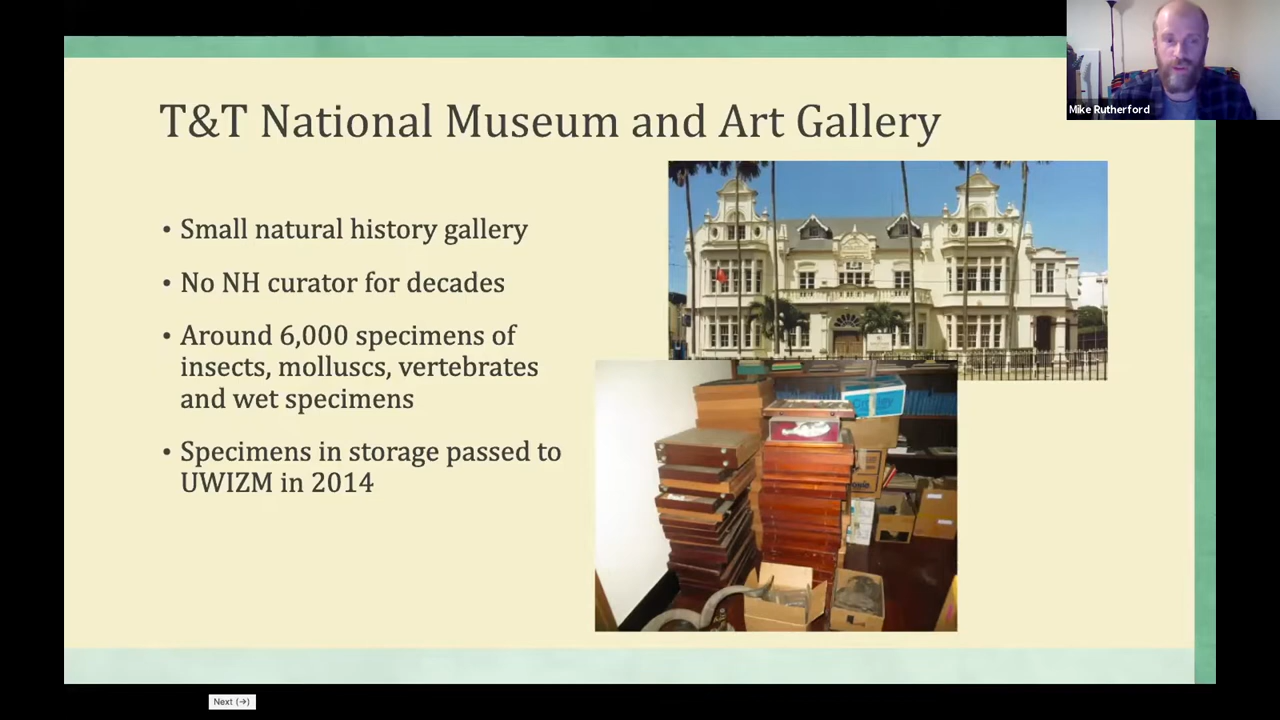 T&T National Museum and Art Gallery
Mike Rutherford
• Small natural history gallery
• No NH curator for decades
• Around 6,000 specimens of
insects, molluscs, vertebrates
and wet specimens
• Specimens in storage passed to
UWIZM in 2014
Next (→)